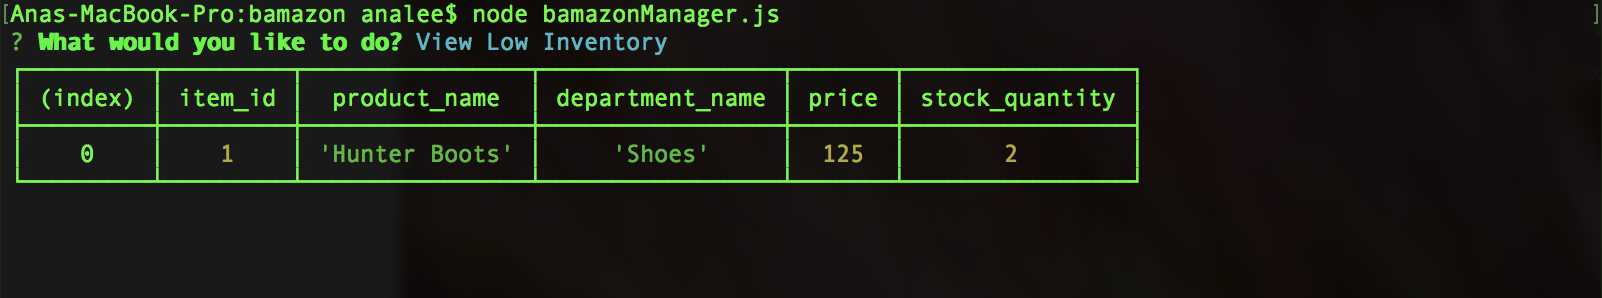 [Anas-MacBook-Pro:bamazon analee$ node bamazonManager.js ]
? What would you like to do? View Low Inventory
(index) item_id product_name department_name price stock_quantity
0 1 'Hunter Boots' 'Shoes' 125 2